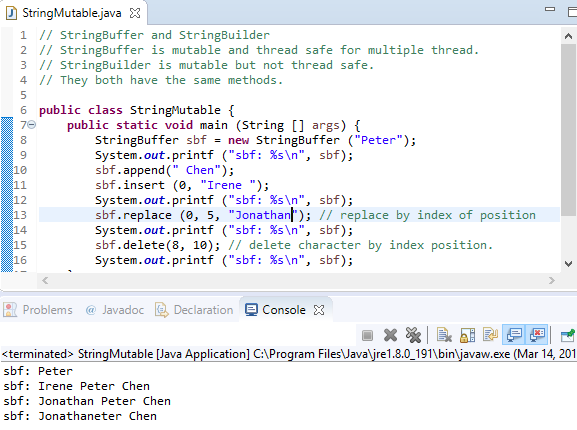 StringMutable.java
1 // StringBuffer and StringBuilder
2 // StringBuffer is mutable and thread safe for multiple thread.
3 // StringBuilder is mutable but not thread safe.
4 // They both have the same methods.
5
6 public class StringMutable {
7 public static void main (String [] args) {
8 StringBuffer sbf = new StringBuffer ("Peter");
9 System.out.printf ("sbf: %s\n", sbf);
10 sbf.append(" Chen");
11 sbf.insert (0, "Irene ");
12 System.out.printf ("sbf: %s\n", sbf);
13 sbf.replace (0, 5, "Jonathan"); // replace by index of position
14 System.out.printf ("sbf: %s\n", sbf);
15 sbf.delete(8, 10); // delete character by index position.
16 System.out.printf ("sbf: %s\n", sbf);
Problems @ Javadoc Declaration Console
<terminated> StringMutable [Java Application] C:\Program Files\Java\jre1.8.0_191\bin\javaw.exe (Mar 14, 201
sbf: Peter
sbf: Irene Peter Chen
sbf: Jonathan Peter Chen
sbf: Jonathaneter Chen